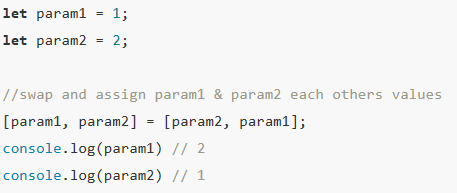 let param1 = 1;
let param2 = 2;
//swap and assign param1 & param2 each others values
[param1, param2] = [param2, param1];
console.log(param1) // 2
console.log(param2) // 1